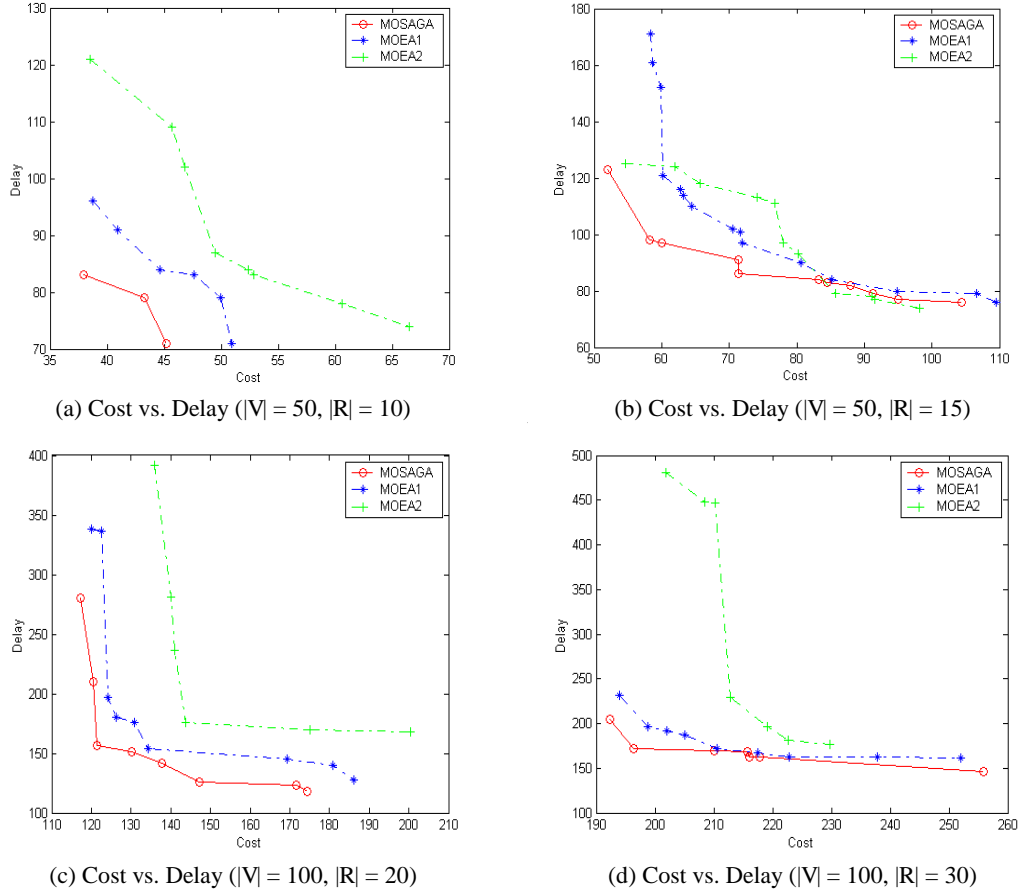 130
120
110
100
90
80
70
35 40 45 50 55 60 65 70
Delay
Cost
MOSAGA
MOEA1
MOEA2
(a) Cost vs. Delay (|V| = 50, |R| = 10)
180
160
140
120
100
80
60
50 60 70 80 90 100 110
Delay
Cost
MOSAGA
MOEA1
MOEA2
(b) Cost vs. Delay (|V| = 50, |R| = 15)
400
350
300
250
200
150
100
110 120 130 140 150 160 170 180 190 200 210
Delay
Cost
MOSAGA
MOEA1
MOEA2
(c) Cost vs. Delay (|V| = 100, |R| = 20)
500
450
400
350
300
250
200
150
100
190 200 210 220 230 240 250 260
Delay
Cost
MOSAGA
MOEA1
MOEA2
(d) Cost vs. Delay (|V| = 100, |R| = 30)